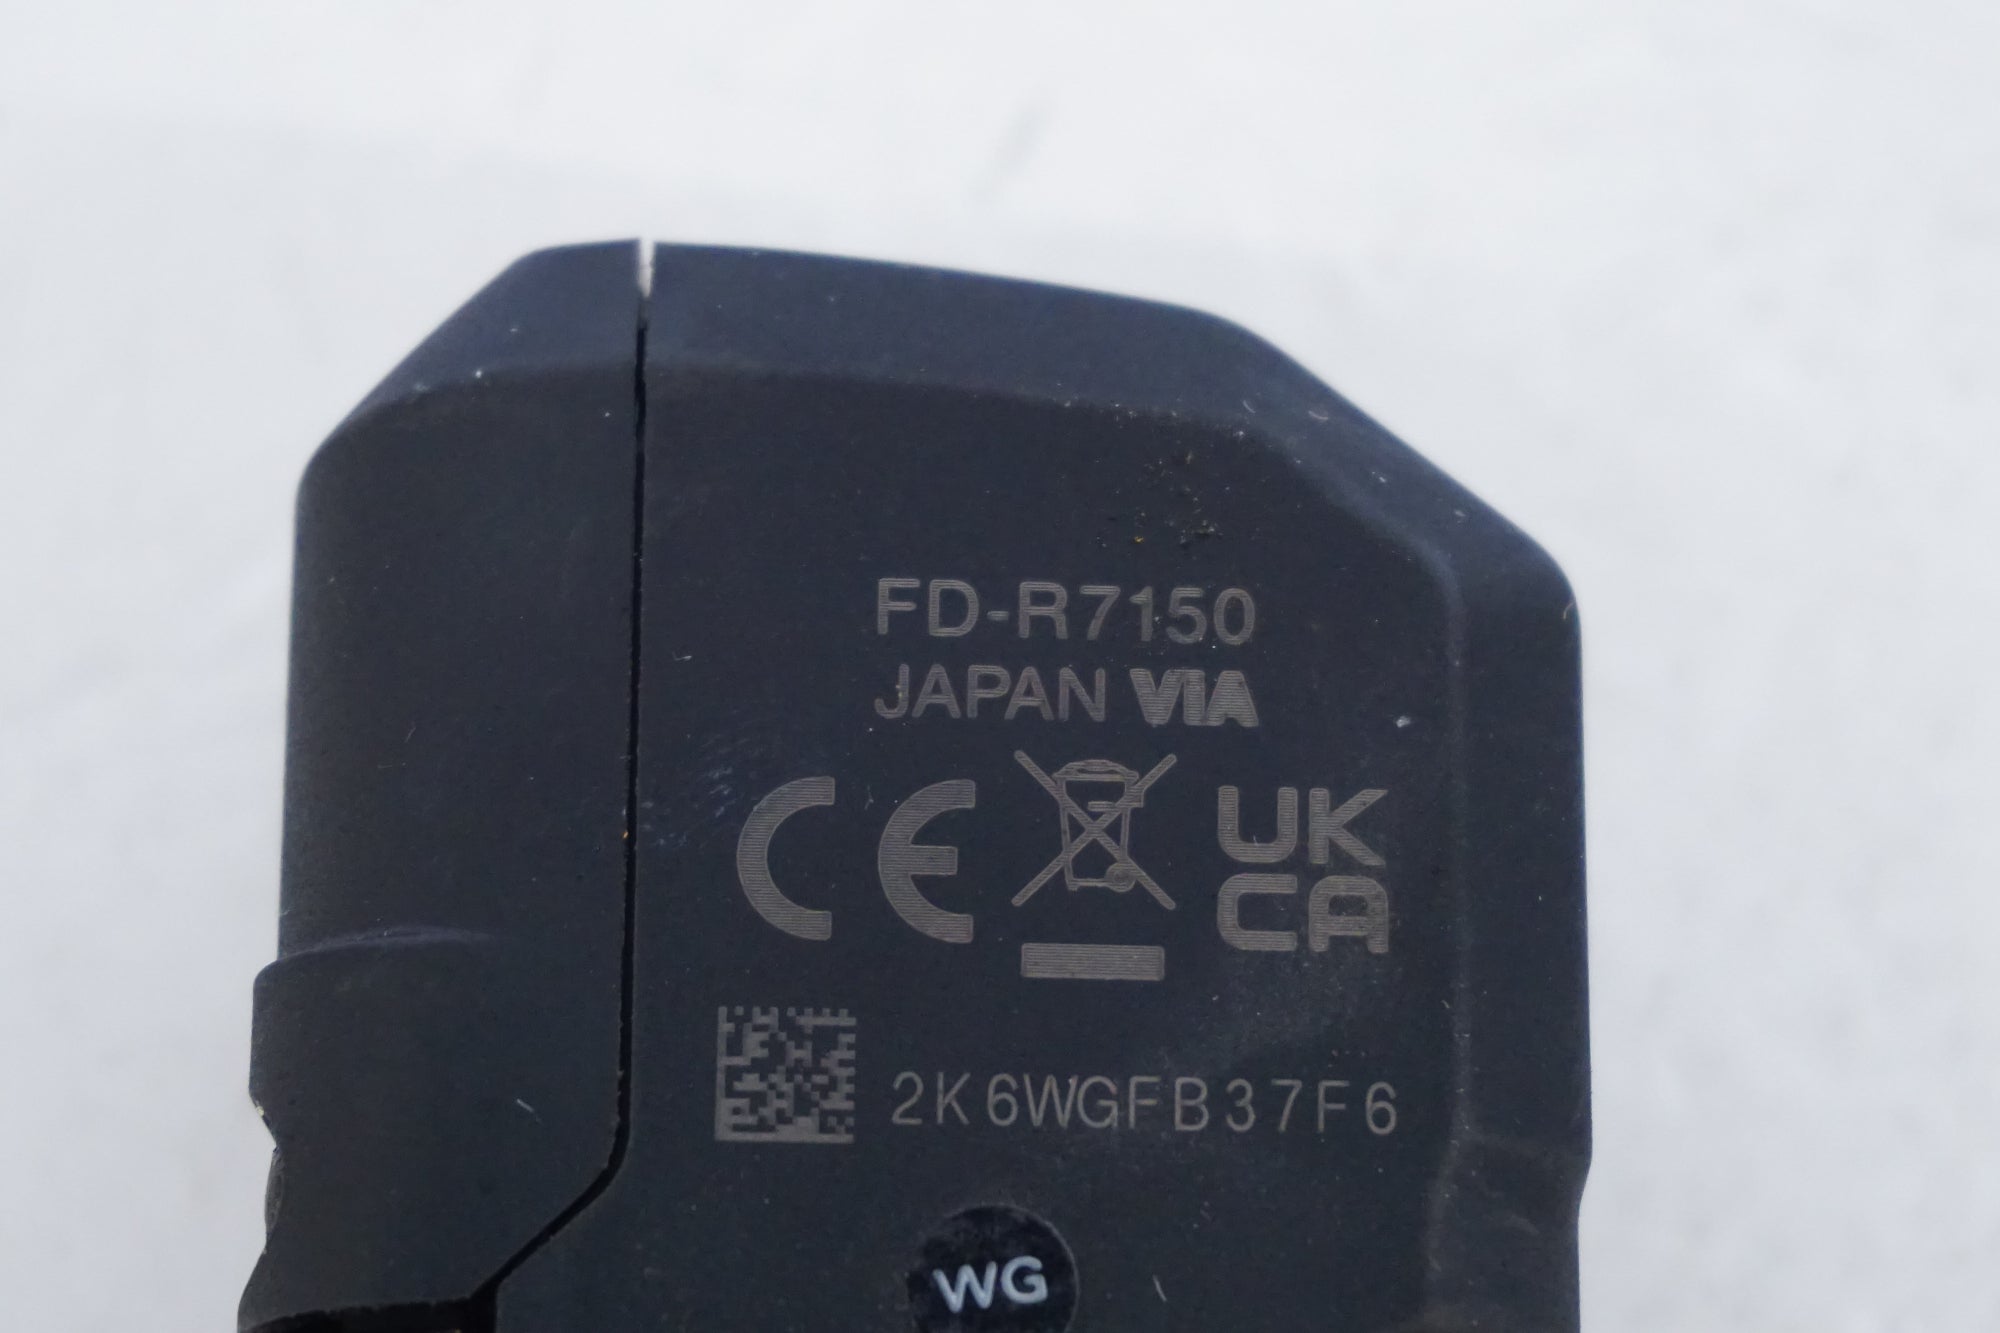 FD-R7150
JAPAN VIA
CE
UK
CA
2K6WGFB37F6
WG